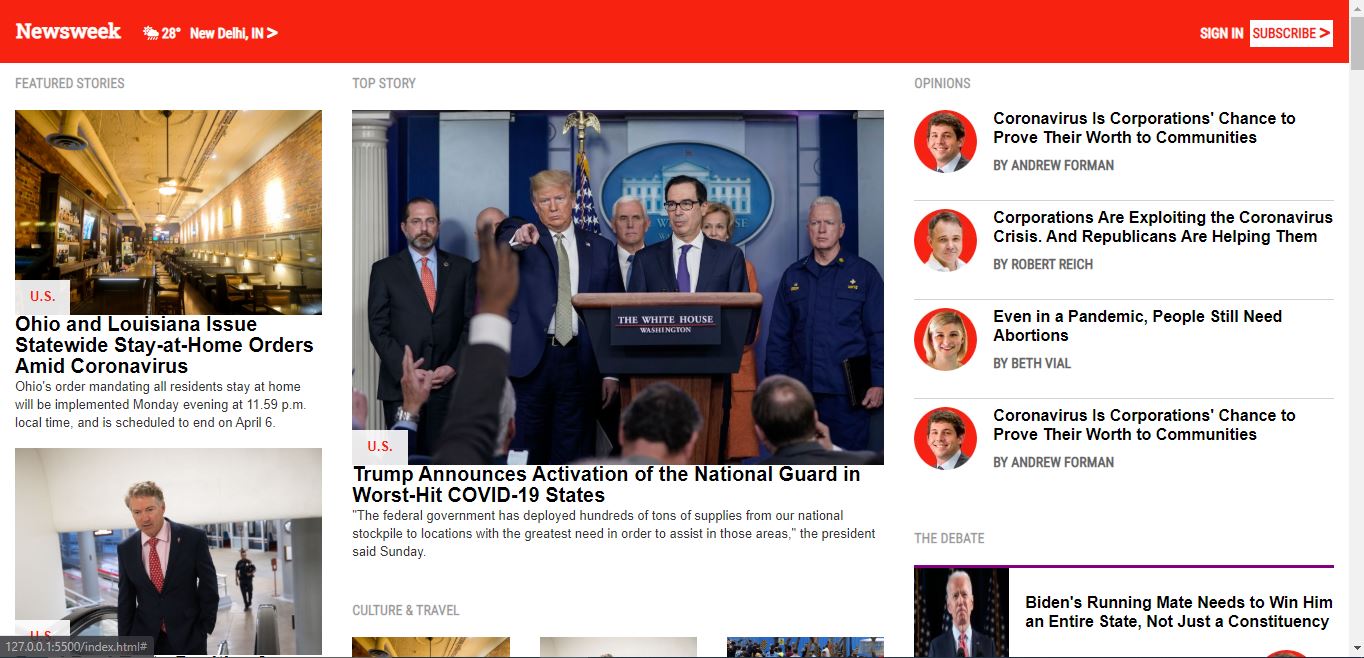 Newsweek 28° New Delhi, IN >
SIGN IN SUBSCRIBE >
FEATURED STORIES
U.S.
Ohio and Louisiana Issue
Statewide Stay-at-Home Orders
Amid Coronavirus
Ohio's order mandating all residents stay at home
will be implemented Monday evening at 11.59 p.m.
local time, and is scheduled to end on April 6.
U.S.
127.0.0.1:5500/index.html#
TOP STORY
THE WHITE HOUSE
WASHINGTON
U.S.
Trump Announces Activation of the National Guard in
Worst-Hit COVID-19 States
"The federal government has deployed hundreds of tons of supplies from our national
stockpile to locations with the greatest need in order to assist in those areas," the president
said Sunday.
CULTURE & TRAVEL
OPINIONS
Coronavirus Is Corporations' Chance to
Prove Their Worth to Communities
BY ANDREW FORMAN
Corporations Are Exploiting the Coronavirus
Crisis. And Republicans Are Helping Them
BY ROBERT REICH
Even in a Pandemic, People Still Need
Abortions
BY BETH VIAL
Coronavirus Is Corporations' Chance to
Prove Their Worth to Communities
BY ANDREW FORMAN
THE DEBATE
Biden's Running Mate Needs to Win Him
an Entire State, Not Just a Constituency